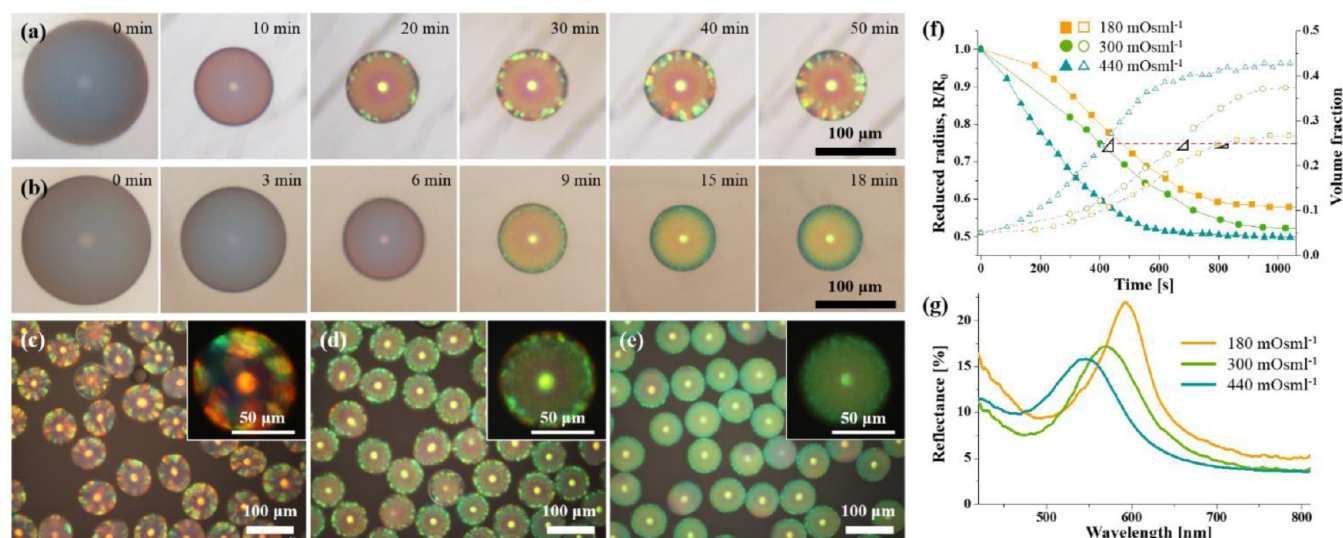 (a) 0 min 10 min 20 min 30 min 40 min 50 min
100 μm
(b) 0 min 3 min 6 min 9 min 15 min 18 min
100 μm
(c) 50 μm 100 μm
(d) 50 μm 100 μm
(e) 50 μm 100 μm
(f)
180 mOsml⁻¹
300 mOsml⁻¹
440 mOsml⁻¹
Reduced radius, R/R₀
1.0
0.9
0.8
0.7
0.6
0.5
Volume fraction
0.5
0.4
0.3
0.2
0.1
0.0
0 200 400 600 800 1000
Time [s]
(g)
180 mOsml⁻¹
300 mOsml⁻¹
440 mOsml⁻¹
Reflectance [%]
20
15
10
5
0
500 600 700 800
Wavelength [nm]